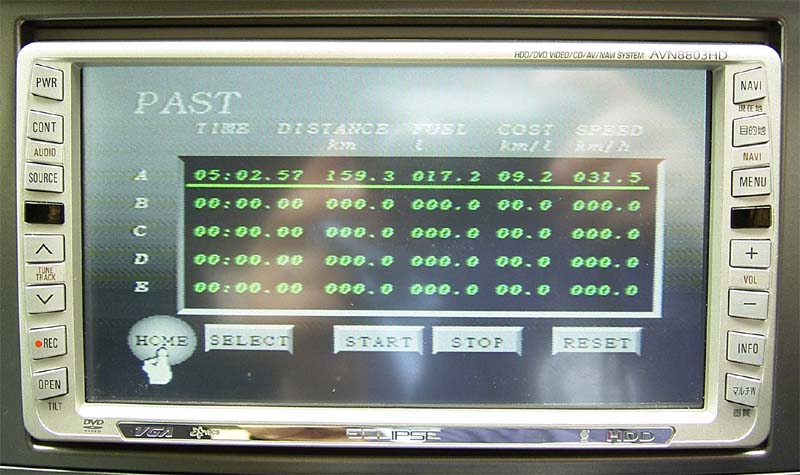 HDD/DVD VIDEO/CD/AV/NAVI SYSTEM AVN8803HD
PWR
CONT
AUDIO
SOURCE
TUNE
TRACK
REC
OPEN
TILT
PAST
TIME DISTANCE FUEL COST SPEED
km l km/l km/h
A 05:02.57 159.3 017.2 09.2 031.5
B 00:00.00 000.0 000.0 00.0 000.0
C 00:00.00 000.0 000.0 00.0 000.0
D 00:00.00 000.0 000.0 00.0 000.0
E 00:00.00 000.0 000.0 00.0 000.0
HOME SELECT START STOP RESET
NAVI
現在地
目的地
NAVI
MENU
+
VOL
−
INFO
マルチW
画質
DVD
VIDEO
VGA
ECLIPSE
HDD